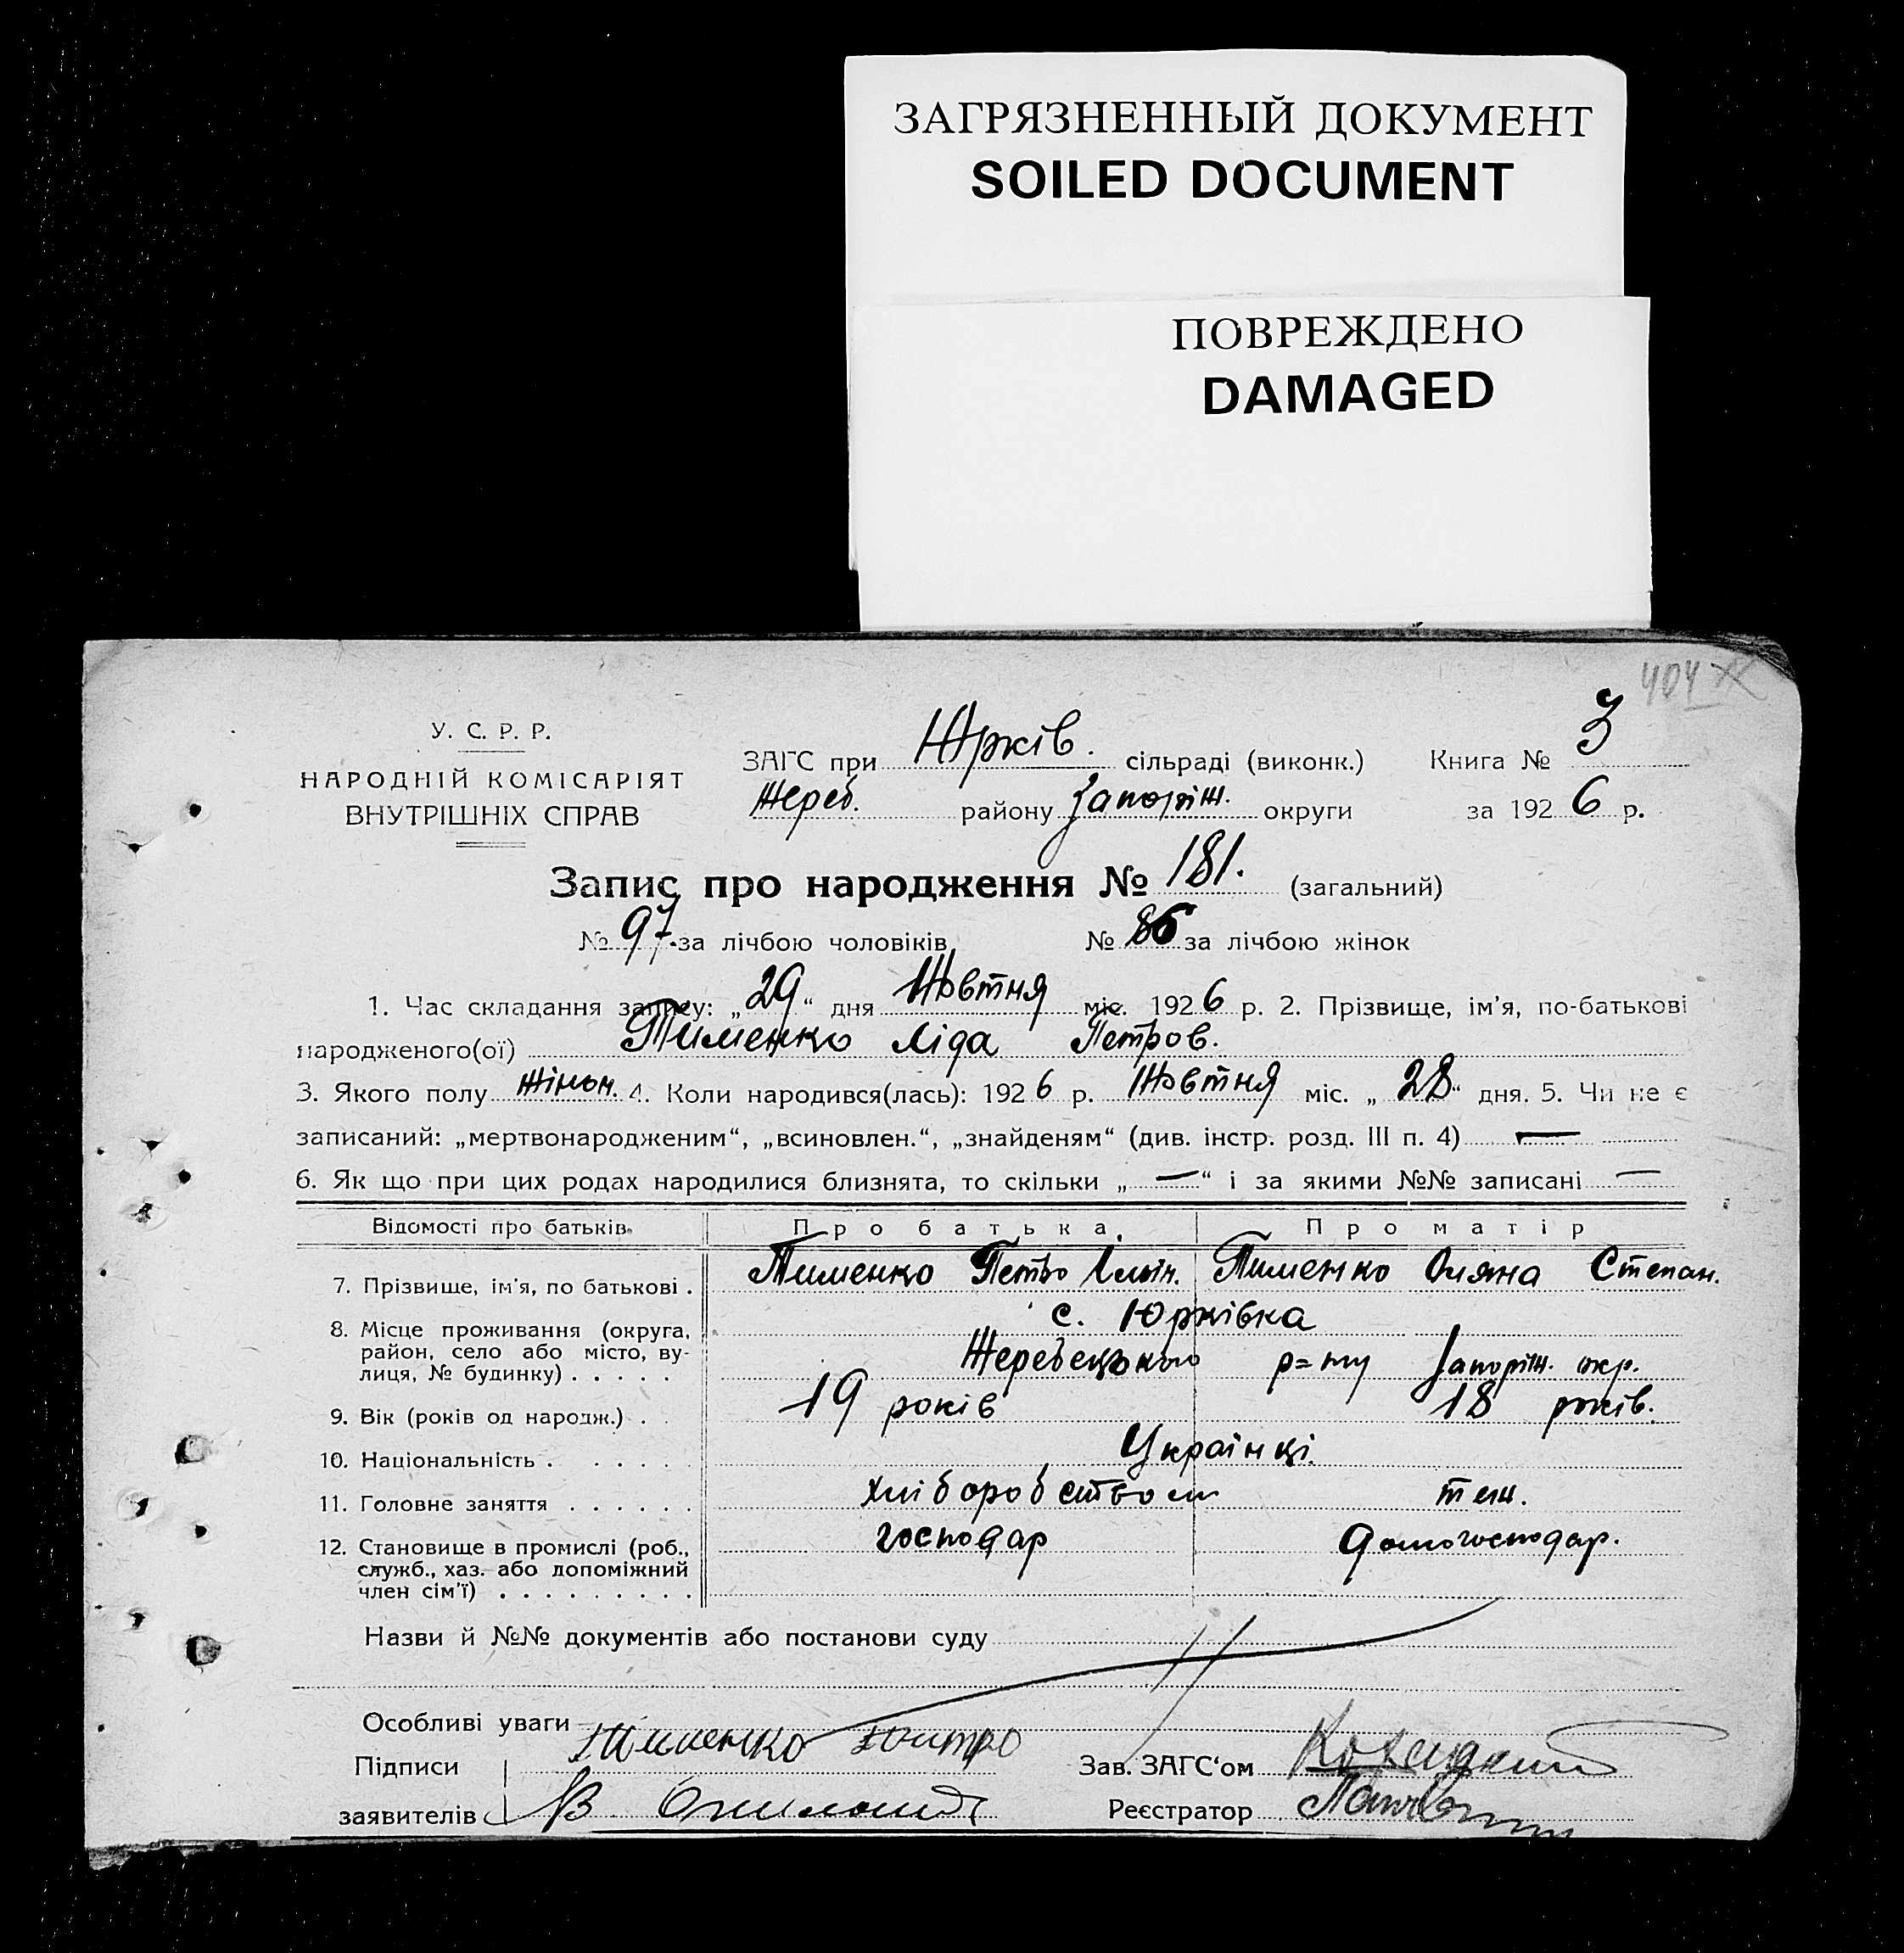 ЗАГРЯЗНЕННЫЙ ДОКУМЕНТ
SOILED DOCUMENT
ПОВРЕЖДЕНО
DAMAGED
404
У. С. Р. Р.
НАРОДНІЙ КОМІСАРІЯТ
ВНУТРІШНІХ СПРАВ
ЗАГС при Юрків. сільраді (виконк.) Книга № 3
Жереб. району Запоріж. округи за 1926 р.
Запис про народження № 181. (загальний)
№ 97 за лічбою чоловіків № 86 за лічбою жінок
1. Час складання запису: „29“ дня Жовтня міс. 1926 р. 2. Прізвище, ім'я, по-батькові
народженого(ої) Тименко Ліда Петров.
3. Якого полу жіноч. 4. Коли народився(лась): 1926 р. Жовтня міс. „28“ дня. 5. Чи не є
записаний: „мертвонародженим“, „всиновлен.“, „знайденям“ (див. інстр. розд. III п. 4) —
6. Як що при цих родах народилися близнята, то скільки „—“ і за якими №№ записані —
Відомості про батьків. Про батька. Про матір
7. Прізвище, ім'я, по батькові . Тименко Петро Ілліч. Тименко Оляна Степан.
8. Місце проживання (округа, с. Юрківка
район, село або місто, ву- Жеребецького р=ну Запоріж. окр.
лиця, № будинку) . . . . .
9. Вік (років од народж.) . 19 років 18 років.
10. Національність . . . . . . Українці.
11. Головне заняття . . . . . . хліборобством теж.
12. Становище в промислі (роб., господар домогосподар.
служб., хаз. або допоміжний
член сім'ї) . . . . . . . . .
Назви й №№ документів або постанови суду
Особливі уваги
Підписи Тименко Зав. ЗАГС'ом
заявителів Реєстратор